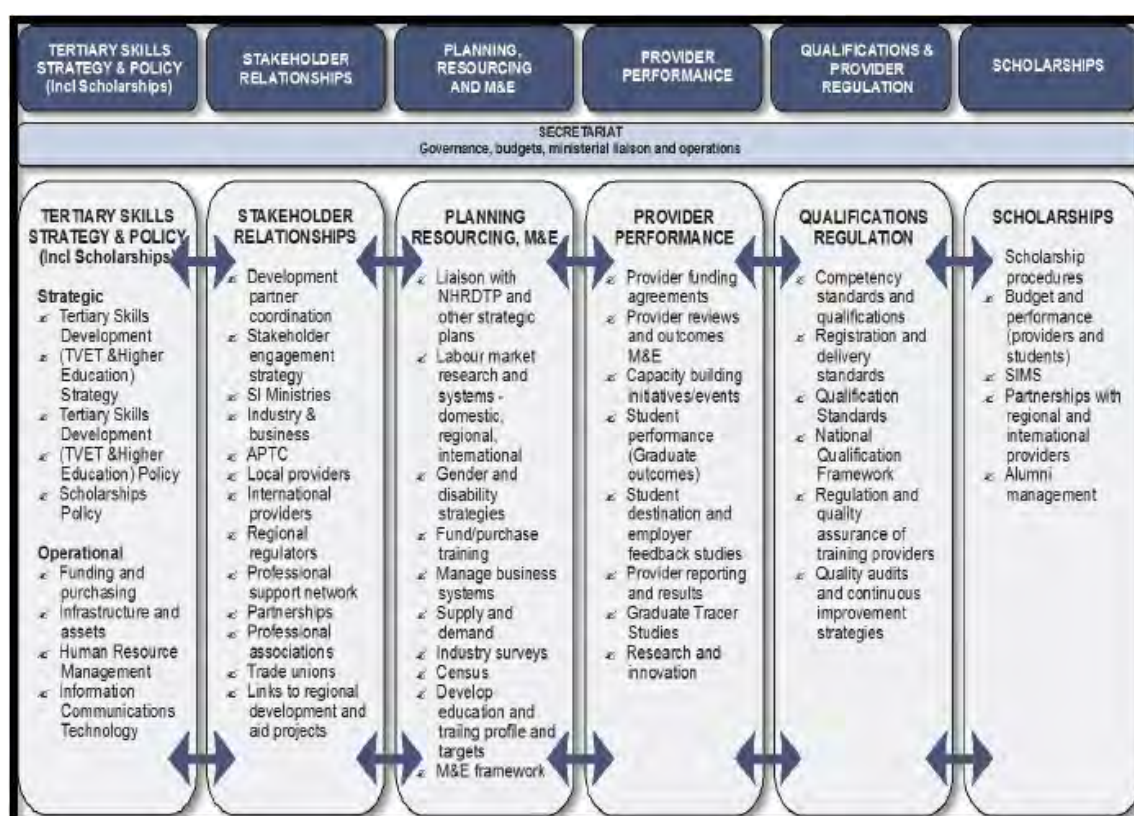 TERTIARY SKILLS
STRATEGY & POLICY
(Incl Scholarships)
STAKEHOLDER
RELATIONSHIPS
PLANNING,
RESOURCING
AND M&E
PROVIDER
PERFORMANCE
QUALIFICATIONS &
PROVIDER
REGULATION
SCHOLARSHIPS
SECRETARIAT
Governance, budgets, ministerial liaison and operations
TERTIARY SKILLS
STRATEGY & POLICY
(Incl Scholarships)
Strategic
Tertiary Skills
Development
(TVET &Higher
Education)
Strategy
Tertiary Skills
Development
(TVET &Higher
Education) Policy
Scholarships
Policy
Operational
Funding and
purchasing
Infrastructure and
assets
Human Resource
Management
Information
Communications
Technology
STAKEHOLDER
RELATIONSHIPS
Development
partner
coordination
Stakeholder
engagement
strategy
SI Ministries
Industry &
business
APTC
Local providers
International
providers
Regional
regulators
Professional
support network
Partnerships
Professional
associations
Trade unions
Links to regional
development and
aid projects
PLANNING
RESOURCING, M&E
Liaison with
NHRDTP and
other strategic
plans
Labour market
research and
systems -
domestic,
regional,
international
Gender and
disability
strategies
Fund/purchase
training
Manage business
systems
Supply and
demand
Industry surveys
Census
Develop
education and
trailing profile and
targets
M&E framework
PROVIDER
PERFORMANCE
Provider funding
agreements
Provider reviews
and outcomes
M&E
Capacity building
initiatives/events
Student
performance
(Graduate
outcomes)
Student
destination and
employer
feedback studies
Provider reporting
and results
Graduate Tracer
Studies
Research and
innovation
QUALIFICATIONS
REGULATION
Competency
standards and
qualifications
Registration and
delivery
standards
Qualification
Standards
National
Qualification
Framework
Regulation and
quality
assurance of
training providers
Quality audits
and continuous
improvement
strategies
SCHOLARSHIPS
Scholarship
procedures
Budget and
performance
(providers and
students)
SIMS
Partnerships with
regional and
international
providers
Alumni
management